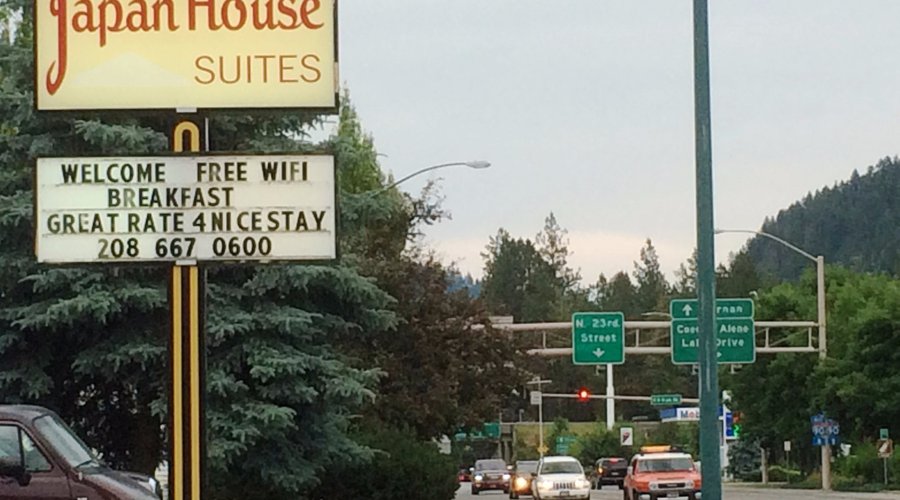 Japan House
SUITES
WELCOME FREE WIFI
BREAKFAST
GREAT RATE 4 NICE STAY
208 667 0600
N. 23rd.
Street
Lake Drive